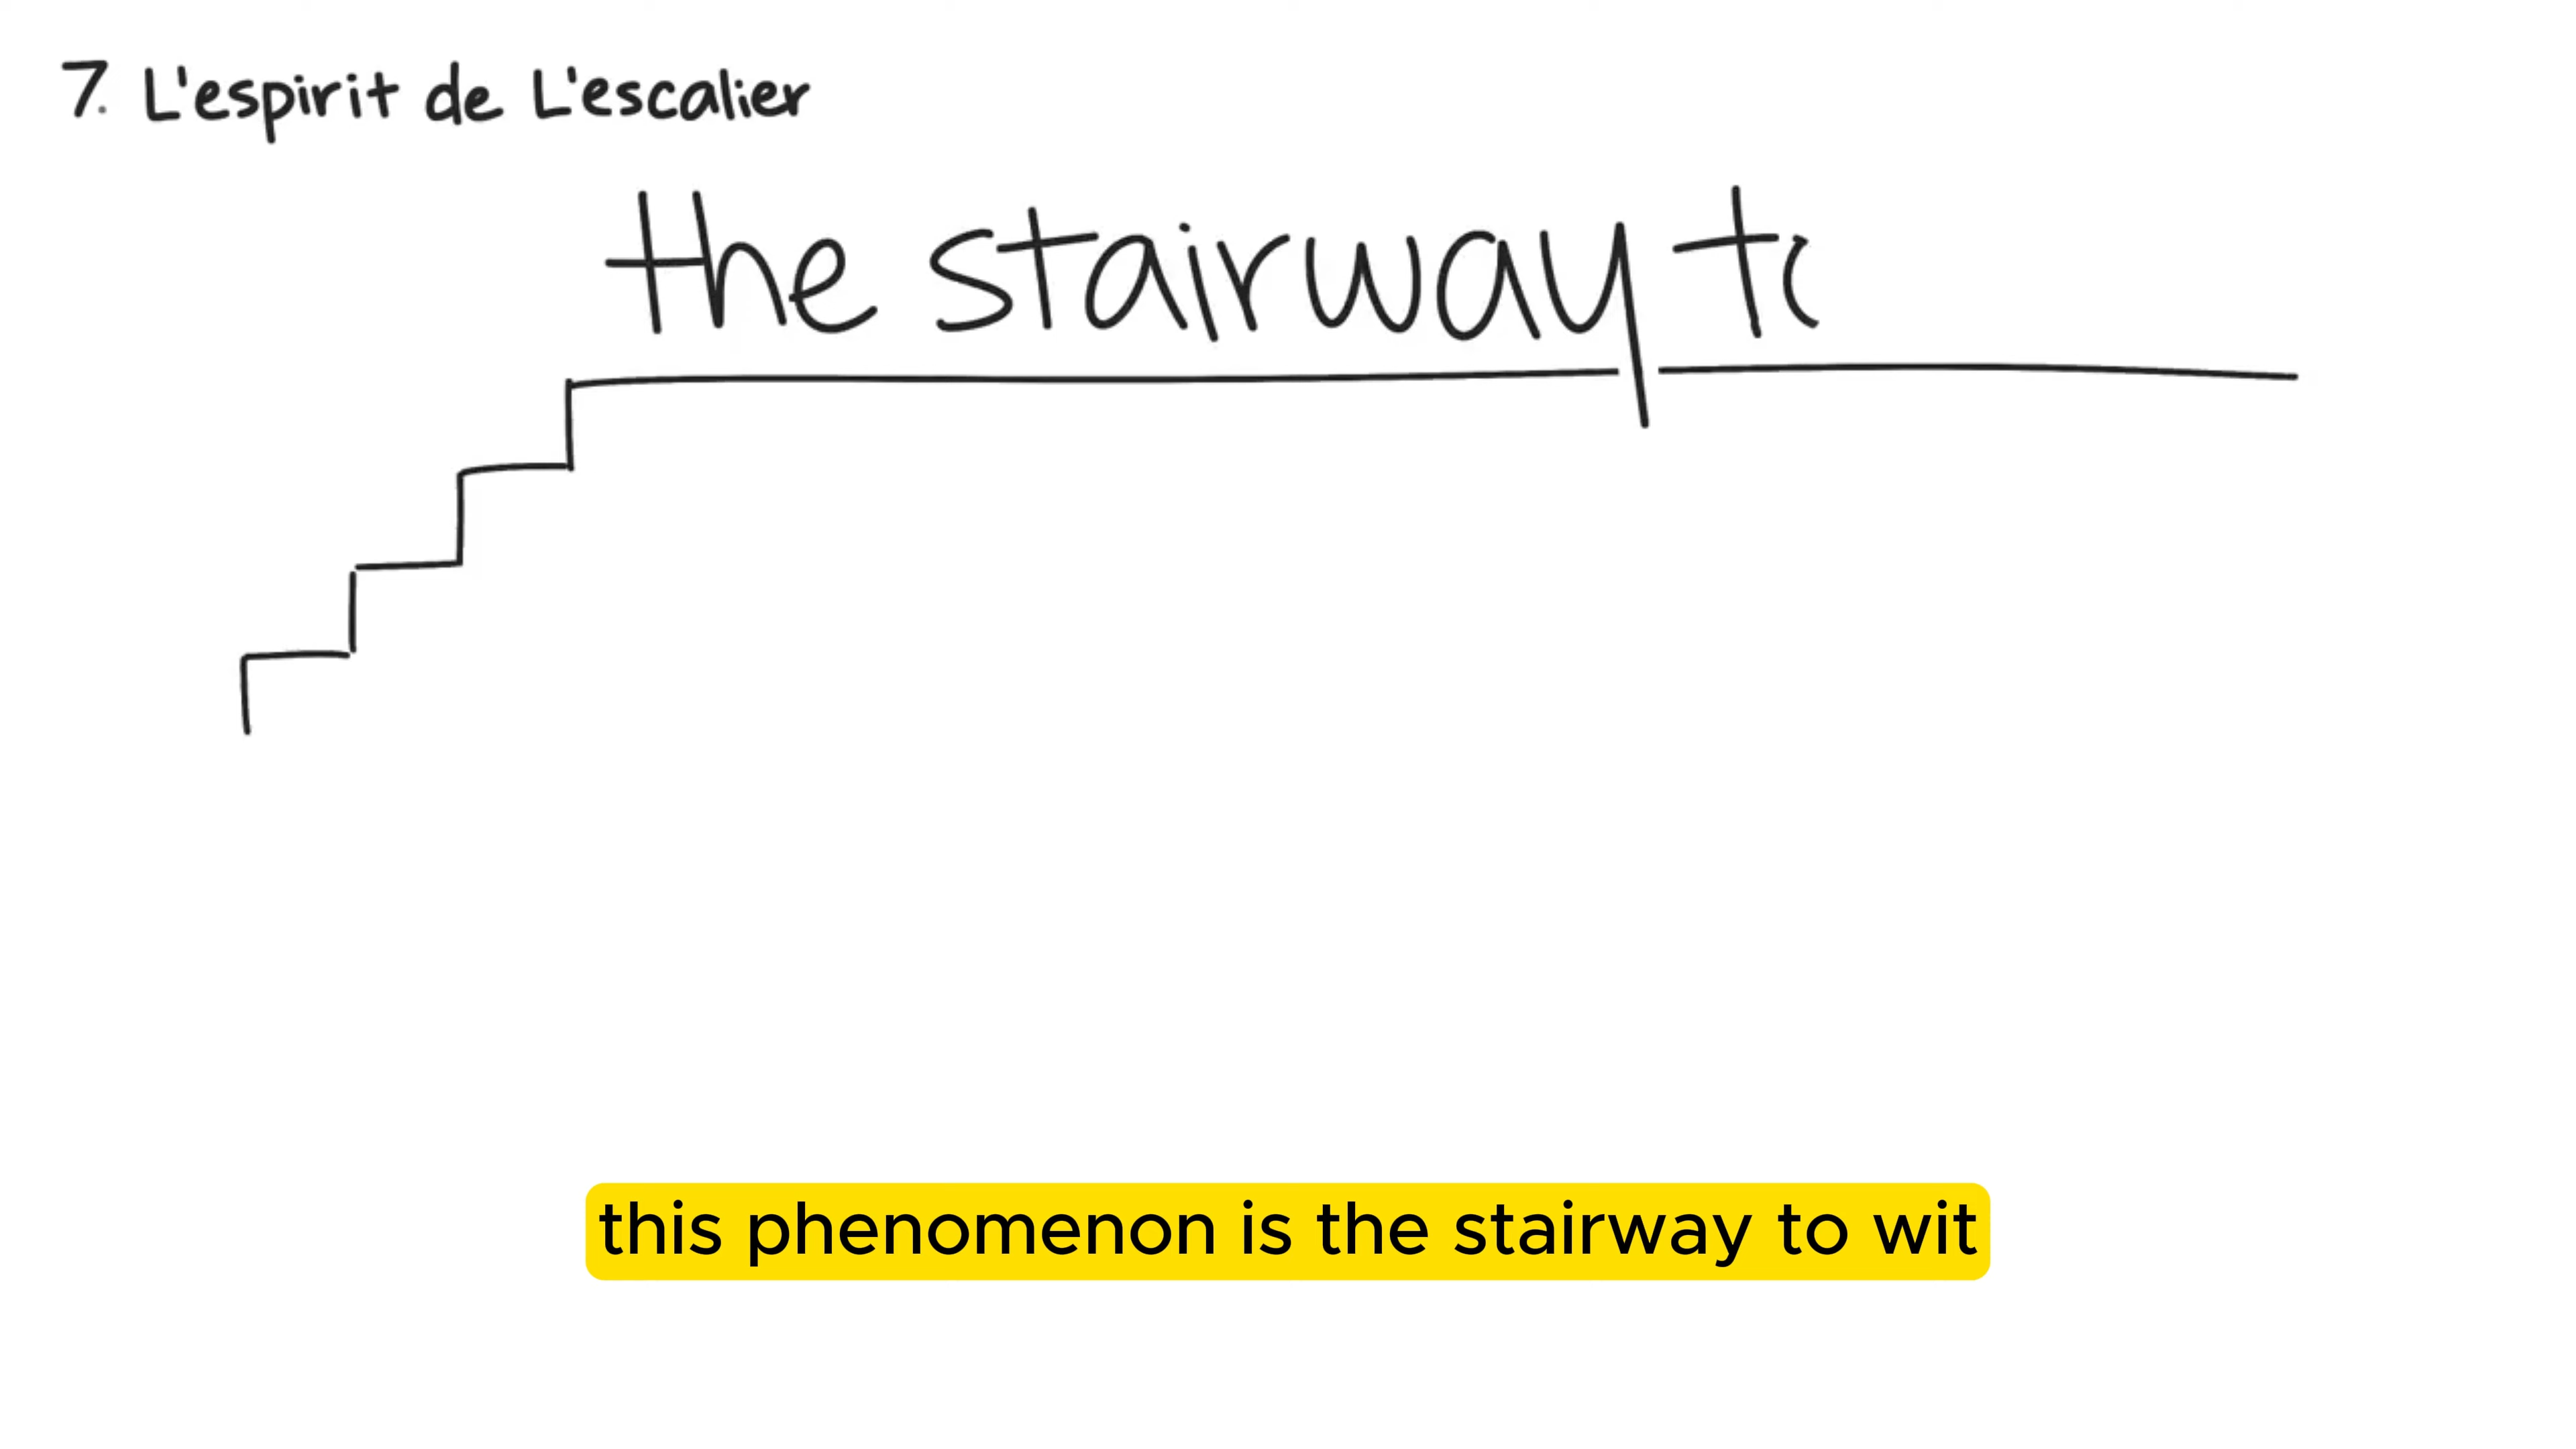 7. L'espirit de L'escalier
the stairway to
this phenomenon is the stairway to wit